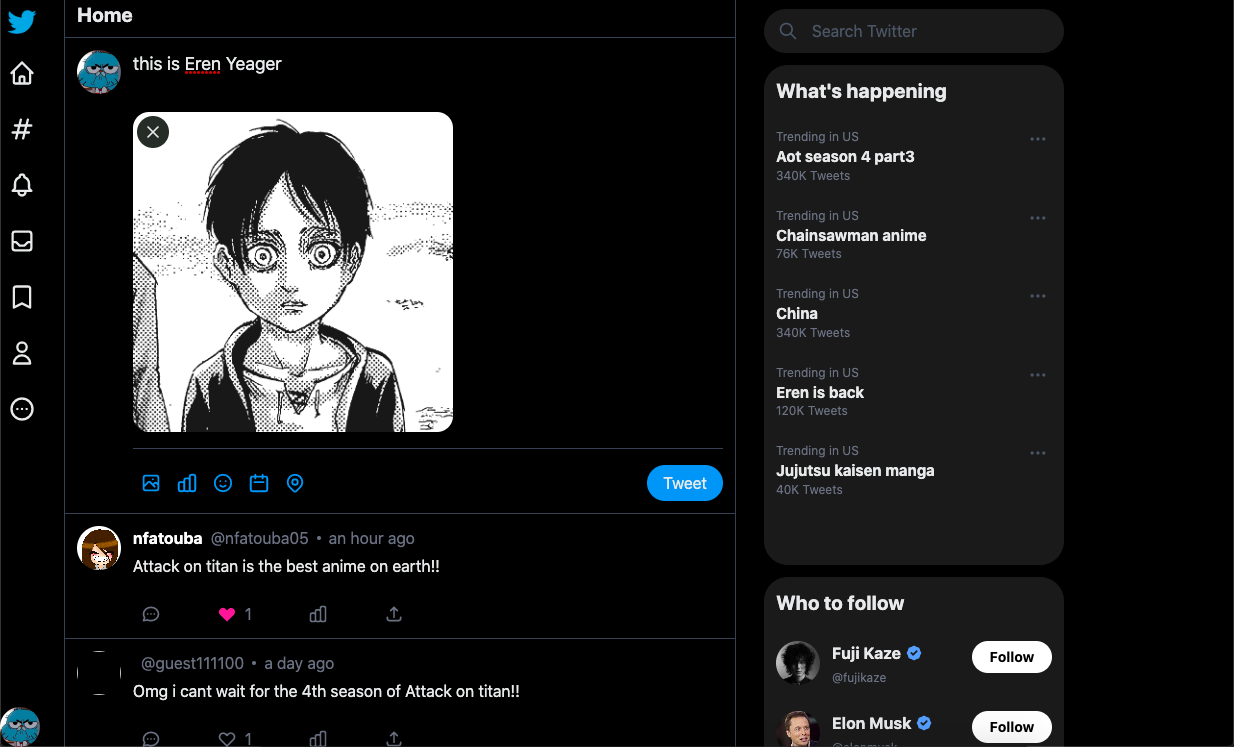 Home
this is Eren Yeager
Tweet
nfatouba @nfatouba05 • an hour ago
Attack on titan is the best anime on earth!!
1
@guest111100 • a day ago
Omg i cant wait for the 4th season of Attack on titan!!
1
Search Twitter
What's happening
Trending in US
Aot season 4 part3
340K Tweets
Trending in US
Chainsawman anime
76K Tweets
Trending in US
China
340K Tweets
Trending in US
Eren is back
120K Tweets
Trending in US
Jujutsu kaisen manga
40K Tweets
Who to follow
Fuji Kaze
@fujikaze
Follow
Elon Musk
Follow